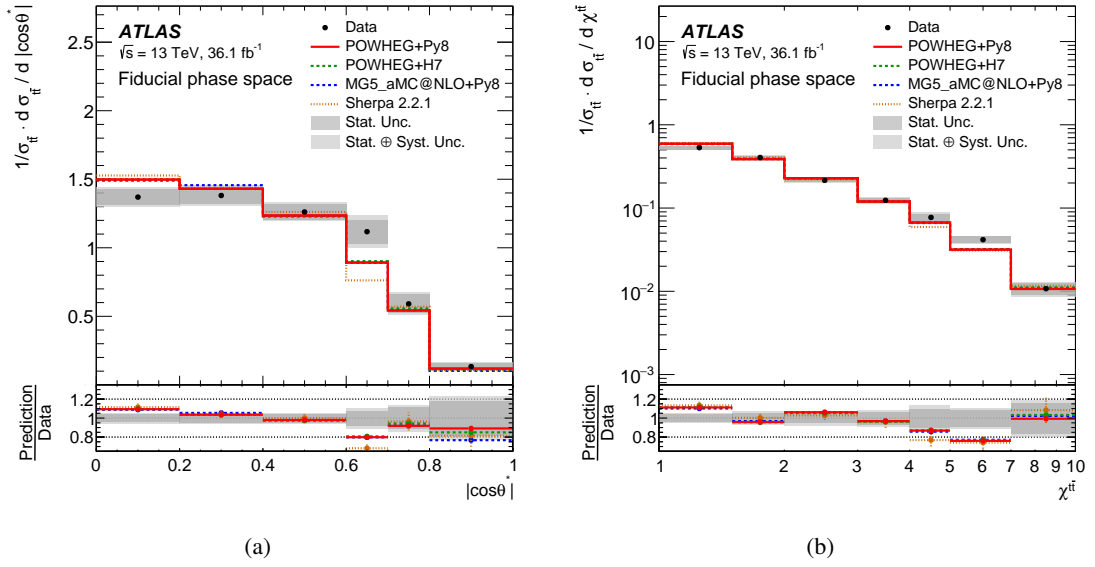 1/σ_tt̄ · d σ_tt̄ / d |cosθ*|
2.5
2
1.5
1
0.5
ATLAS
√s = 13 TeV, 36.1 fb⁻¹
Fiducial phase space
Data
POWHEG+Py8
POWHEG+H7
MG5_aMC@NLO+Py8
Sherpa 2.2.1
Stat. Unc.
Stat. ⊕ Syst. Unc.
Prediction
Data
1.2
1
0.8
0 0.2 0.4 0.6 0.8 1
|cosθ*|
(a)
1/σ_tt̄ · d σ_tt̄ / d χ^tt̄
10
1
10⁻¹
10⁻²
10⁻³
ATLAS
√s = 13 TeV, 36.1 fb⁻¹
Fiducial phase space
Data
POWHEG+Py8
POWHEG+H7
MG5_aMC@NLO+Py8
Sherpa 2.2.1
Stat. Unc.
Stat. ⊕ Syst. Unc.
Prediction
Data
1.2
1
0.8
1 2 3 4 5 6 7 8 9 10
χ^tt̄
(b)